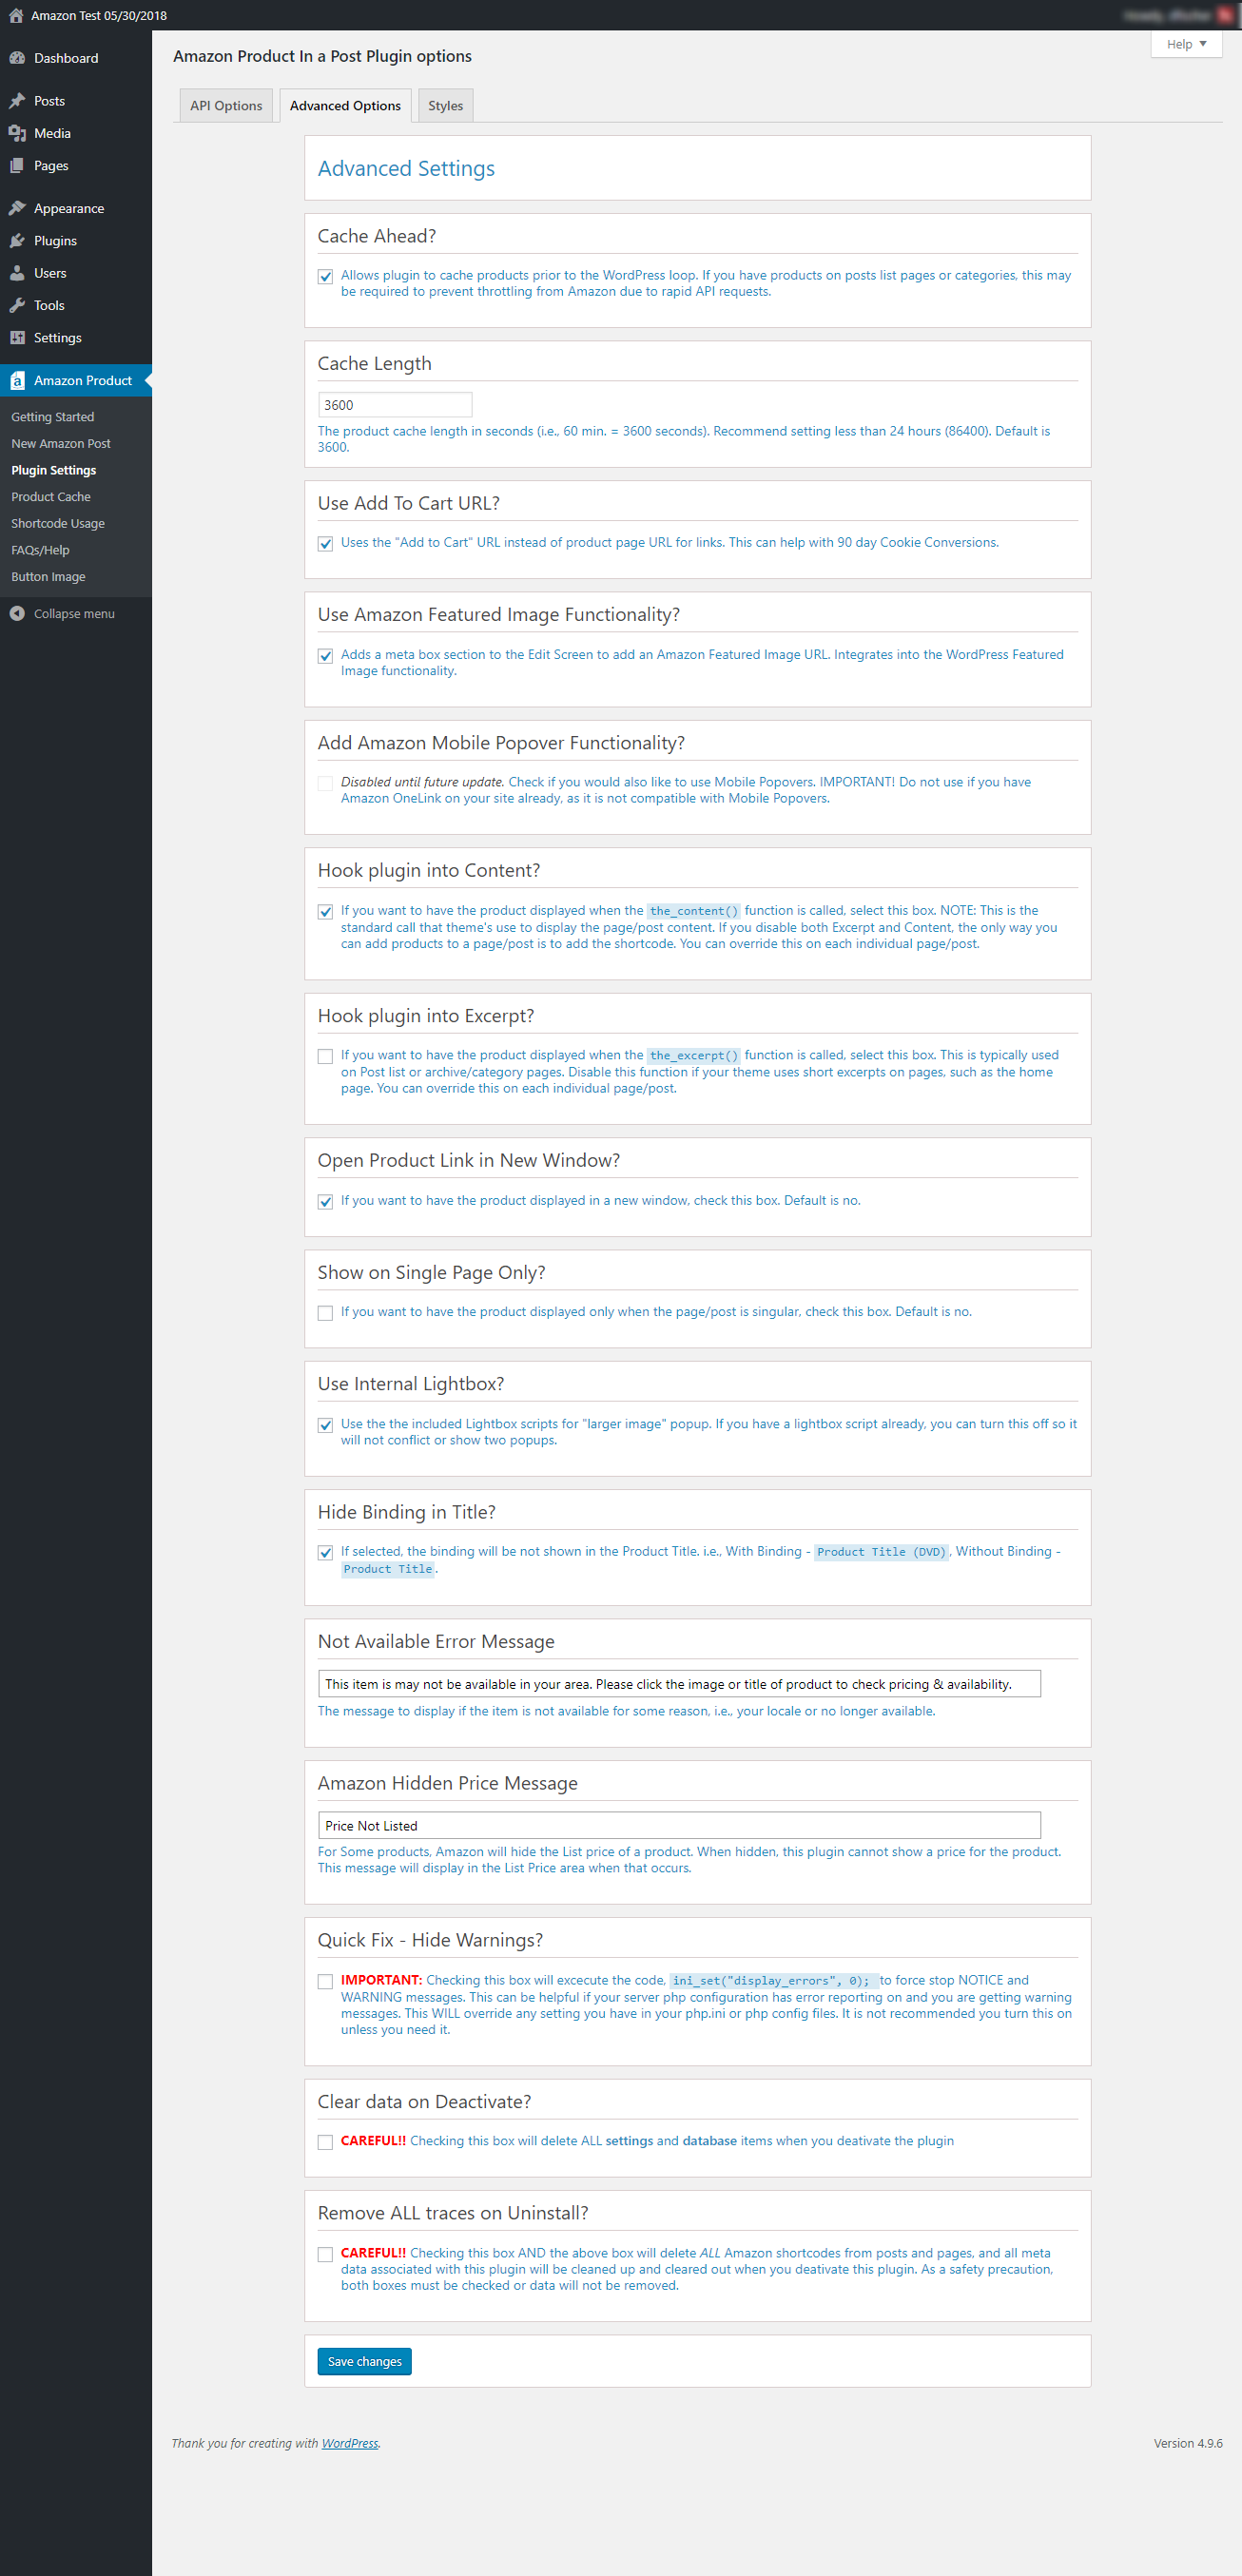 Amazon Test 05/30/2018
Dashboard
Posts
Media
Pages
Appearance
Plugins
Users
Tools
Settings
Amazon Product
Getting Started
New Amazon Post
Plugin Settings
Product Cache
Shortcode Usage
FAQs/Help
Button Image
Collapse menu
Help
Amazon Product In a Post Plugin options
API Options
Advanced Options
Styles
Advanced Settings
Cache Ahead?
Allows plugin to cache products prior to the WordPress loop. If you have products on posts list pages or categories, this may
be required to prevent throttling from Amazon due to rapid API requests.
Cache Length
3600
The product cache length in seconds (i.e., 60 min. = 3600 seconds). Recommend setting less than 24 hours (86400). Default is
3600.
Use Add To Cart URL?
Uses the "Add to Cart" URL instead of product page URL for links. This can help with 90 day Cookie Conversions.
Use Amazon Featured Image Functionality?
Adds a meta box section to the Edit Screen to add an Amazon Featured Image URL. Integrates into the WordPress Featured
Image functionality.
Add Amazon Mobile Popover Functionality?
Disabled until future update. Check if you would also like to use Mobile Popovers. IMPORTANT! Do not use if you have
Amazon OneLink on your site already, as it is not compatible with Mobile Popovers.
Hook plugin into Content?
If you want to have the product displayed when the the_content() function is called, select this box. NOTE: This is the
standard call that theme's use to display the page/post content. If you disable both Excerpt and Content, the only way you
can add products to a page/post is to add the shortcode. You can override this on each individual page/post.
Hook plugin into Excerpt?
If you want to have the product displayed when the the_excerpt() function is called, select this box. This is typically used
on Post list or archive/category pages. Disable this function if your theme uses short excerpts on pages, such as the home
page. You can override this on each individual page/post.
Open Product Link in New Window?
If you want to have the product displayed in a new window, check this box. Default is no.
Show on Single Page Only?
If you want to have the product displayed only when the page/post is singular, check this box. Default is no.
Use Internal Lightbox?
Use the the included Lightbox scripts for "larger image" popup. If you have a lightbox script already, you can turn this off so it
will not conflict or show two popups.
Hide Binding in Title?
If selected, the binding will be not shown in the Product Title. i.e., With Binding - Product Title (DVD), Without Binding -
Product Title.
Not Available Error Message
This item is may not be available in your area. Please click the image or title of product to check pricing & availability.
The message to display if the item is not available for some reason, i.e., your locale or no longer available.
Amazon Hidden Price Message
Price Not Listed
For Some products, Amazon will hide the List price of a product. When hidden, this plugin cannot show a price for the product.
This message will display in the List Price area when that occurs.
Quick Fix - Hide Warnings?
IMPORTANT: Checking this box will excecute the code, ini_set("display_errors", 0); to force stop NOTICE and
WARNING messages. This can be helpful if your server php configuration has error reporting on and you are getting warning
messages. This WILL override any setting you have in your php.ini or php config files. It is not recommended you turn this on
unless you need it.
Clear data on Deactivate?
CAREFUL!! Checking this box will delete ALL settings and database items when you deativate the plugin
Remove ALL traces on Uninstall?
CAREFUL!! Checking this box AND the above box will delete ALL Amazon shortcodes from posts and pages, and all meta
data associated with this plugin will be cleaned up and cleared out when you deativate this plugin. As a safety precaution,
both boxes must be checked or data will not be removed.
Save changes
Thank you for creating with WordPress.
Version 4.9.6